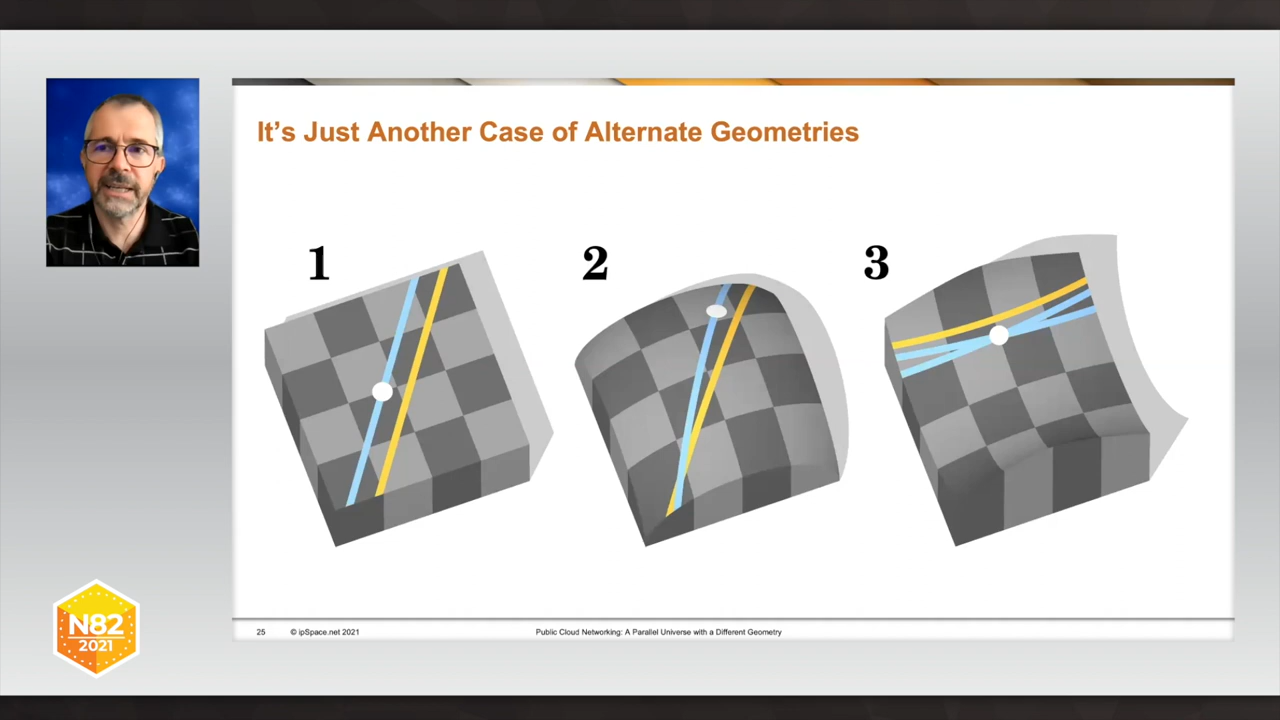 It's Just Another Case of Alternate Geometries
1
2
3
25
© ipSpace.net 2021
Public Cloud Networking: A Parallel Universe with a Different Geometry
N82
2021